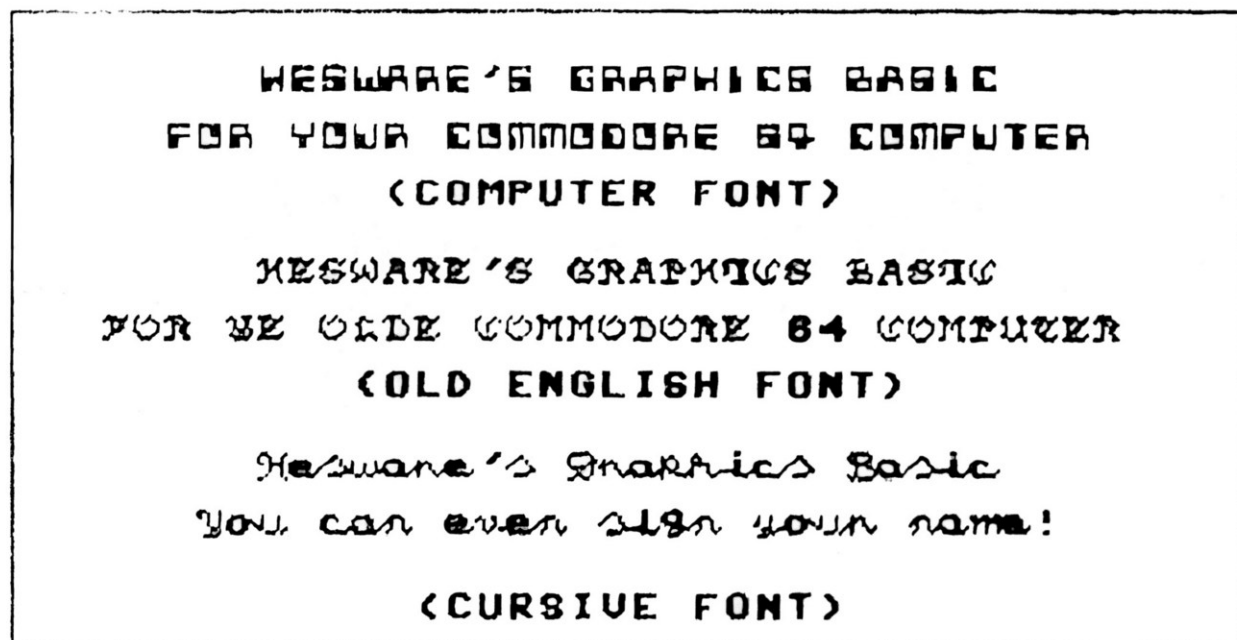 HESWARE'S GRAPHICS BASIC
FOR YOUR COMMODORE 64 COMPUTER
(COMPUTER FONT)
HESWARE'S GRAPHICS BASIC
FOR YE OLDE COMMODORE 64 COMPUTER
(OLD ENGLISH FONT)
Hesware's Graphics Basic
You can even sign your name!
(CURSIVE FONT)